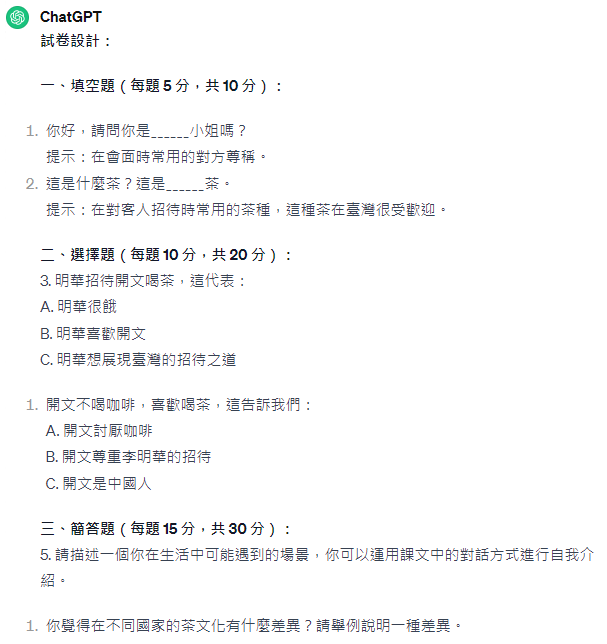 ChatGPT
試卷設計：
一、填空題（每題 5 分，共 10 分）：
1. 你好，請問你是______小姐嗎？
提示：在會面時常用的對方尊稱。
2. 這是什麼茶？這是______茶。
提示：在對客人招待時常用的茶種，這種茶在臺灣很受歡迎。
二、選擇題（每題 10 分，共 20 分）：
3. 明華招待開文喝茶，這代表：
A. 明華很餓
B. 明華喜歡開文
C. 明華想展現臺灣的招待之道
1. 開文不喝咖啡，喜歡喝茶，這告訴我們：
A. 開文討厭咖啡
B. 開文尊重李明華的招待
C. 開文是中國人
三、簡答題（每題 15 分，共 30 分）：
5. 請描述一個你在生活中可能遇到的場景，你可以運用課文中的對話方式進行自我介
紹。
1. 你覺得在不同國家的茶文化有什麼差異？請舉例說明一種差異。